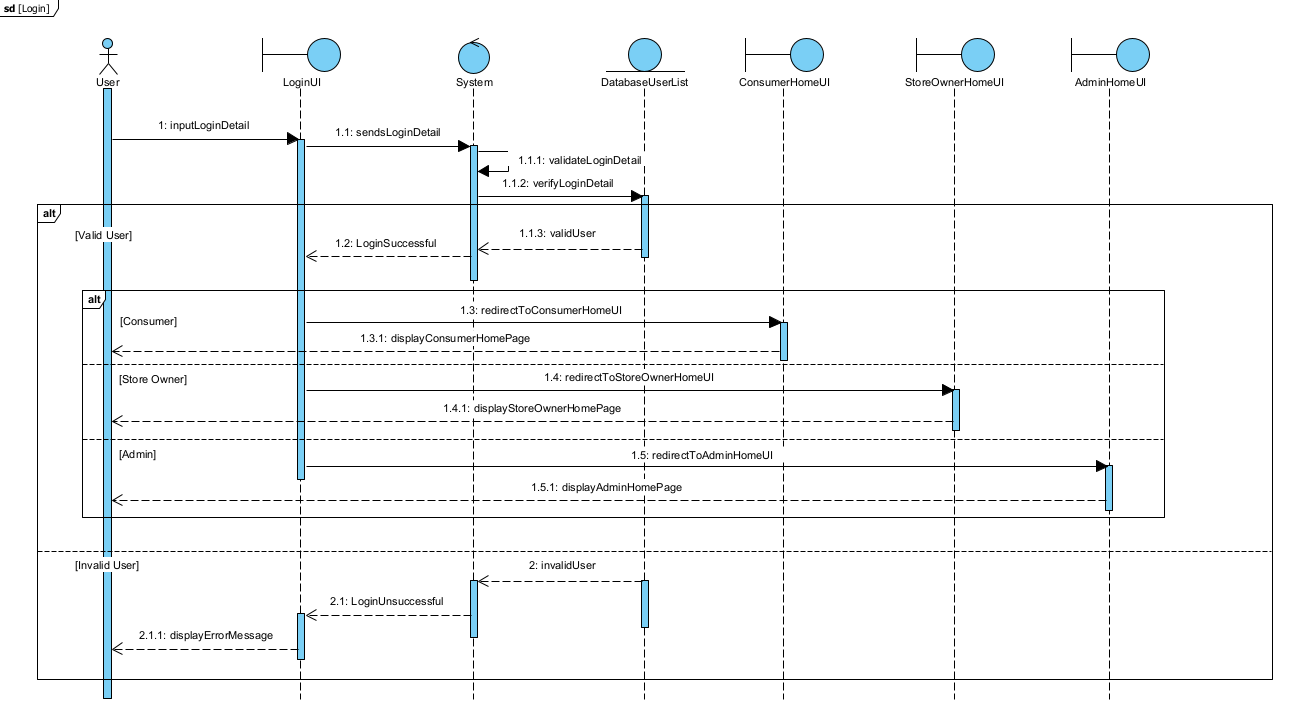 sd [Login]
User
LoginUI
System
DatabaseUserList
ConsumerHomeUI
StoreOwnerHomeUI
AdminHomeUI
1: inputLoginDetail
1.1: sendsLoginDetail
1.1.1: validateLoginDetail
1.1.2: verifyLoginDetail
alt
[Valid User]
1.1.3: validUser
1.2: LoginSuccessful
alt
[Consumer]
1.3: redirectToConsumerHomeUI
1.3.1: displayConsumerHomePage
[Store Owner]
1.4: redirectToStoreOwnerHomeUI
1.4.1: displayStoreOwnerHomePage
[Admin]
1.5: redirectToAdminHomeUI
1.5.1: displayAdminHomePage
[Invalid User]
2: invalidUser
2.1: LoginUnsuccessful
2.1.1: displayErrorMessage